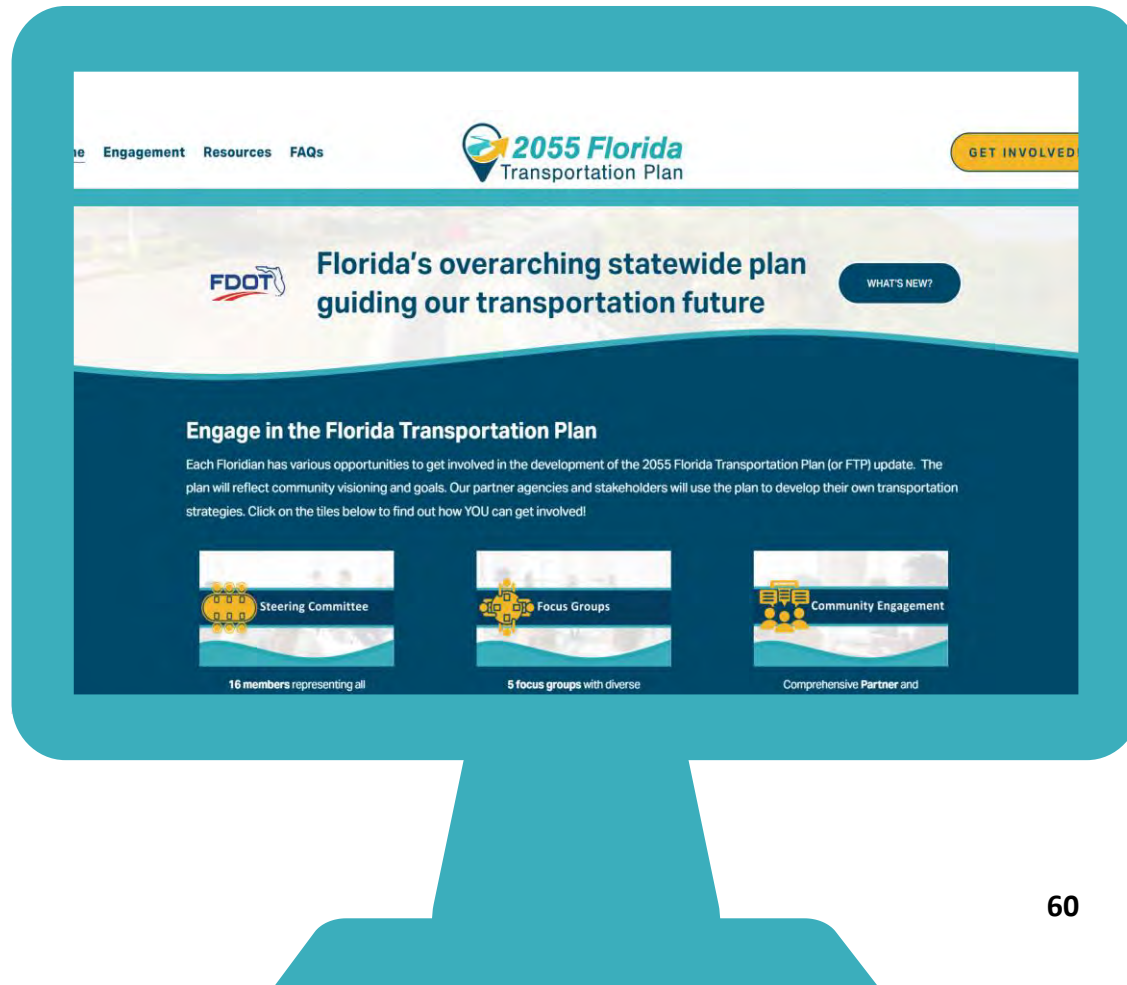 Engagement Resources FAQs
2055 Florida
Transportation Plan
GET INVOLVED!
FDOT
Florida's overarching statewide plan
guiding our transportation future
WHAT'S NEW?
Engage in the Florida Transportation Plan
Each Floridian has various opportunities to get involved in the development of the 2055 Florida Transportation Plan (or FTP) update. The
plan will reflect community visioning and goals. Our partner agencies and stakeholders will use the plan to develop their own transportation
strategies. Click on the tiles below to find out how YOU can get involved!
Steering Committee
Focus Groups
Community Engagement
16 members representing all
5 focus groups with diverse
Comprehensive Partner and
60